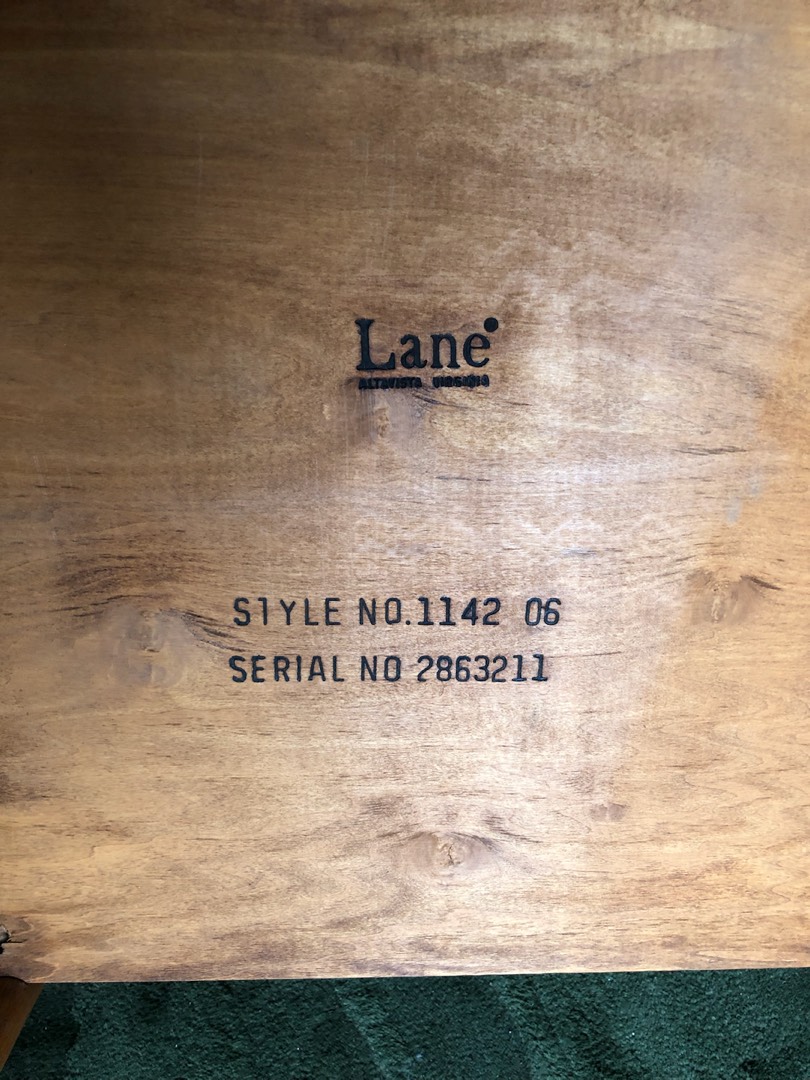 Lane
ALTAVISTA VIRGINIA
STYLE NO.1142 06
SERIAL NO 2863211